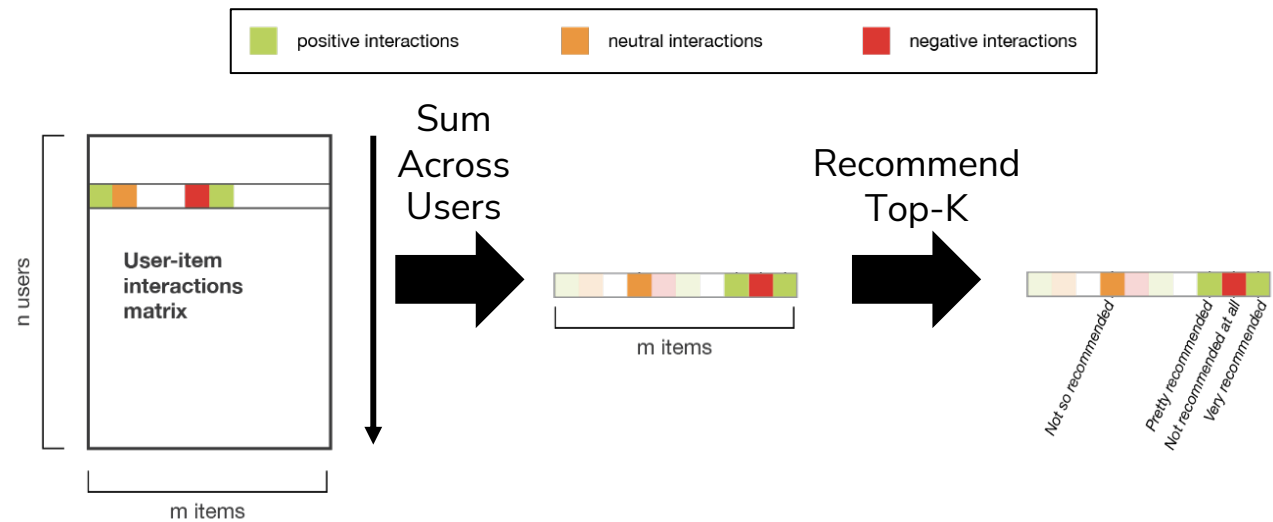 positive interactions
neutral interactions
negative interactions
Sum
Across
Users
Recommend
Top-K
n users
User-item
interactions
matrix
m items
m items
Not so recommended
Pretty recommended
Not recommended at all
Very recommended